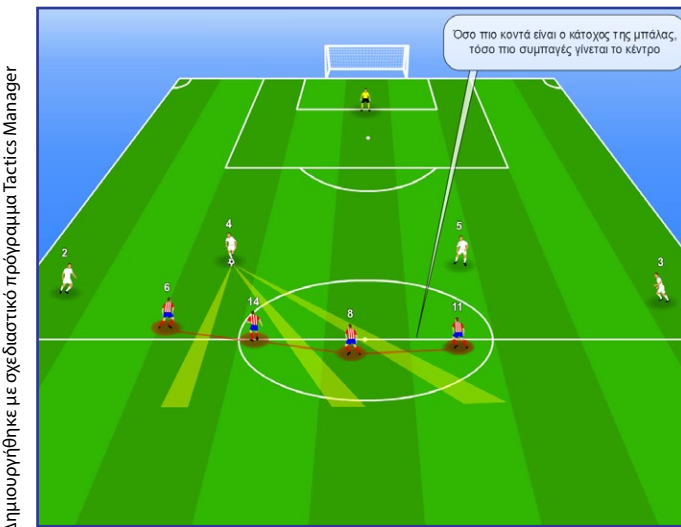 Όσο πιο κοντά είναι ο κάτοχος της μπάλας,
τόσο πιο συμπαγές γίνεται το κέντρο
4
5
2
3
6
14
8
11
Δημιουργήθηκε με σχεδιαστικό πρόγραμμα Tactics Manager